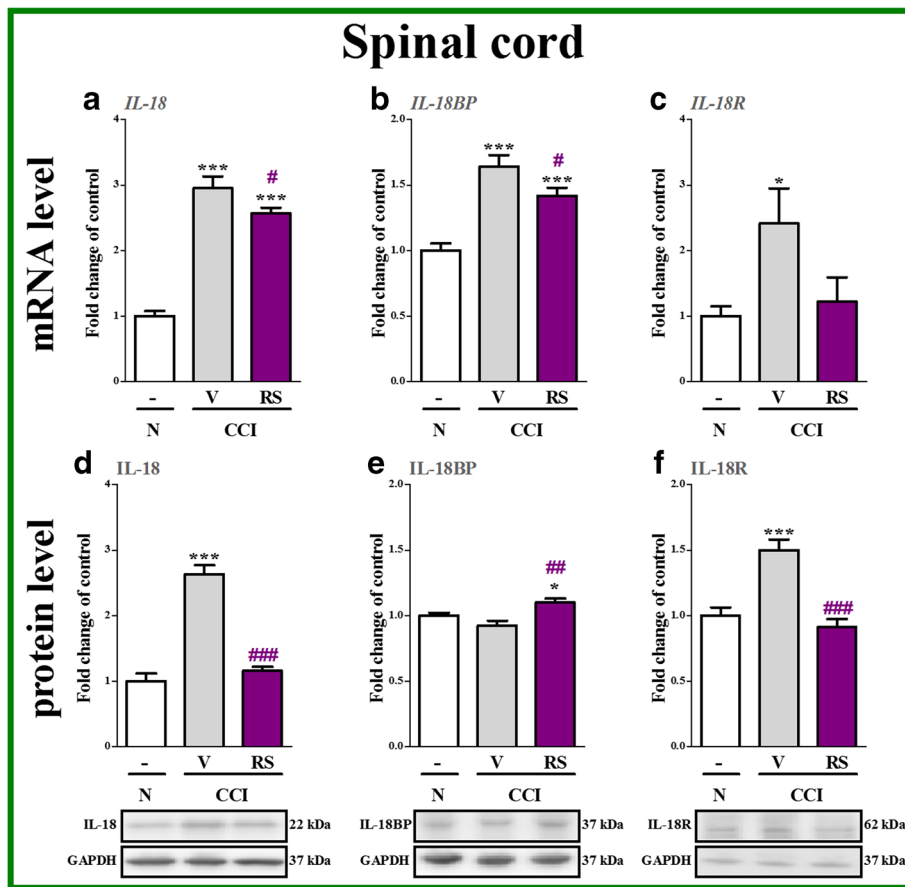 Spinal cord
mRNA level
a IL-18
Fold change of control
4
3
2
1
0
***
#
***
- V RS
N CCI
b IL-18BP
Fold change of control
2.0
1.5
1.0
0.5
0.0
***
#
***
- V RS
N CCI
c IL-18R
Fold change of control
4
3
2
1
0
*
- V RS
N CCI
protein level
d IL-18
Fold change of control
4
3
2
1
0
***
###
- V RS
N CCI
IL-18 22 kDa
GAPDH 37 kDa
e IL-18BP
Fold change of control
2.0
1.5
1.0
0.5
0.0
##
*
- V RS
N CCI
IL-18BP 37 kDa
GAPDH 37 kDa
f IL-18R
Fold change of control
2.0
1.5
1.0
0.5
0.0
***
###
- V RS
N CCI
IL-18R 62 kDa
GAPDH 37 kDa